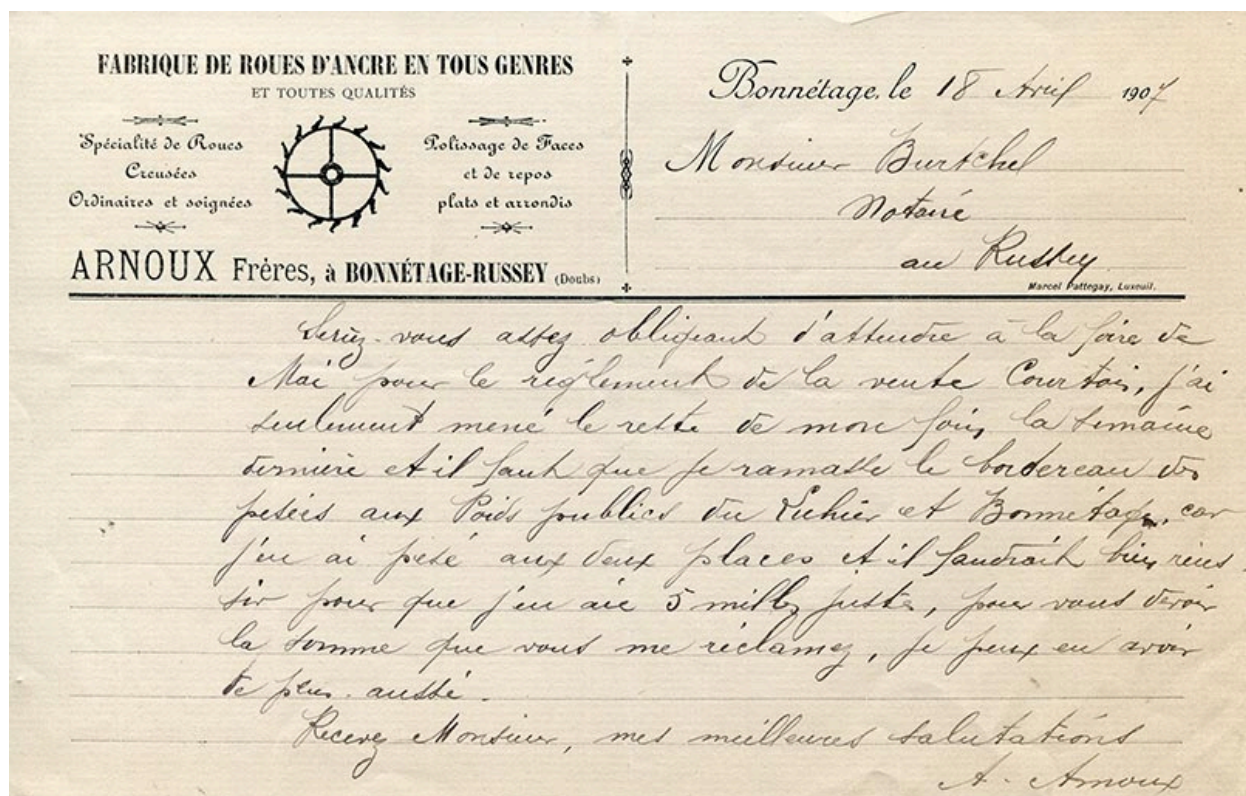 FABRIQUE DE ROUES D'ANCRE EN TOUS GENRES
ET TOUTES QUALITÉS
Spécialité de Roues
Creusées
Ordinaires et soignées
Polissage de Faces
et de repos
plats et arrondis
ARNOUX Frères, à BONNÉTAGE-RUSSEY (Doubs)
Bonnétage, le 18 Avril 1907
Monsieur Burtchel
Notaire
au Russey
Marcel Pattegay, Luxeuil.
Seriez-vous assez obligeant d'attendre à la foire de
Mai pour le réglement de la vente Courtois, j'ai
seulement mené le reste de mon foin la semaine
dernière et il faut que je ramasse le bordereau des
pesées aux Poids publics du Luhier et Bonnétage, car
j'en ai pesé aux deux places et il faudrait bien réus
sir pour que j'en aie 5 mille juste, pour vous devoir
la somme que vous me réclamez, je peux en avoir
de plus aussi.
Recevez Monsieur, mes meilleures salutations
A. Arnoux